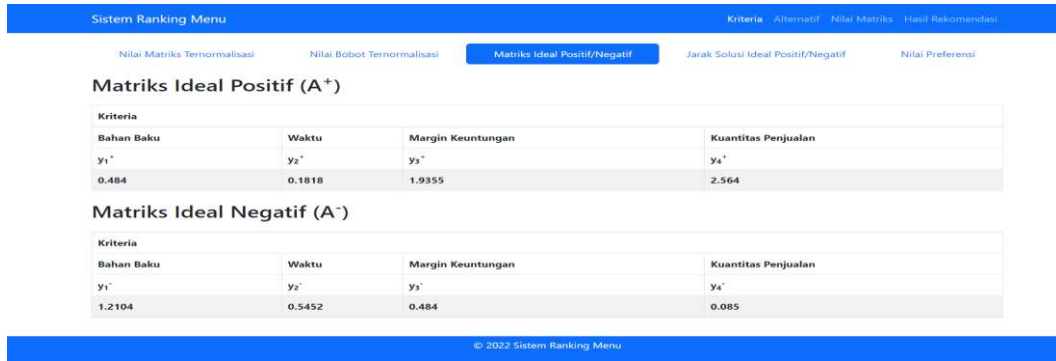 Sistem Ranking Menu Kriteria Alternatif Nilai Matriks Hasil Rekomendasi
Nilai Matriks Ternormalisasi Nilai Bobot Ternormalisasi Matriks Ideal Positif/Negatif Jarak Solusi Ideal Positif/Negatif Nilai Preferensi
Matriks Ideal Positif (A⁺)
Kriteria
Bahan Baku Waktu Margin Keuntungan Kuantitas Penjualan
y₁⁺ y₂⁺ y₃⁺ y₄⁺
0.484 0.1818 1.9355 2.564
Matriks Ideal Negatif (A⁻)
Kriteria
Bahan Baku Waktu Margin Keuntungan Kuantitas Penjualan
y₁⁻ y₂⁻ y₃⁻ y₄⁻
1.2104 0.5452 0.484 0.085
© 2022 Sistem Ranking Menu